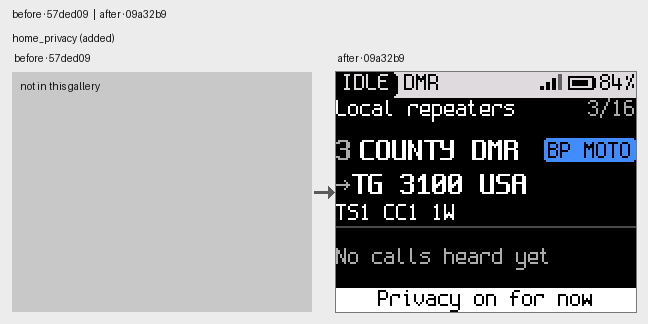 before·57ded09 | after·09a32b9
home_privacy (added)
before·57ded09
after·09a32b9
not in this gallery
IDLE DMR 84%
Local repeaters 3/16
3 COUNTY DMR BP MOTO
→TG 3100 USA
TS1 CC1 1W
No calls heard yet
Privacy on for now